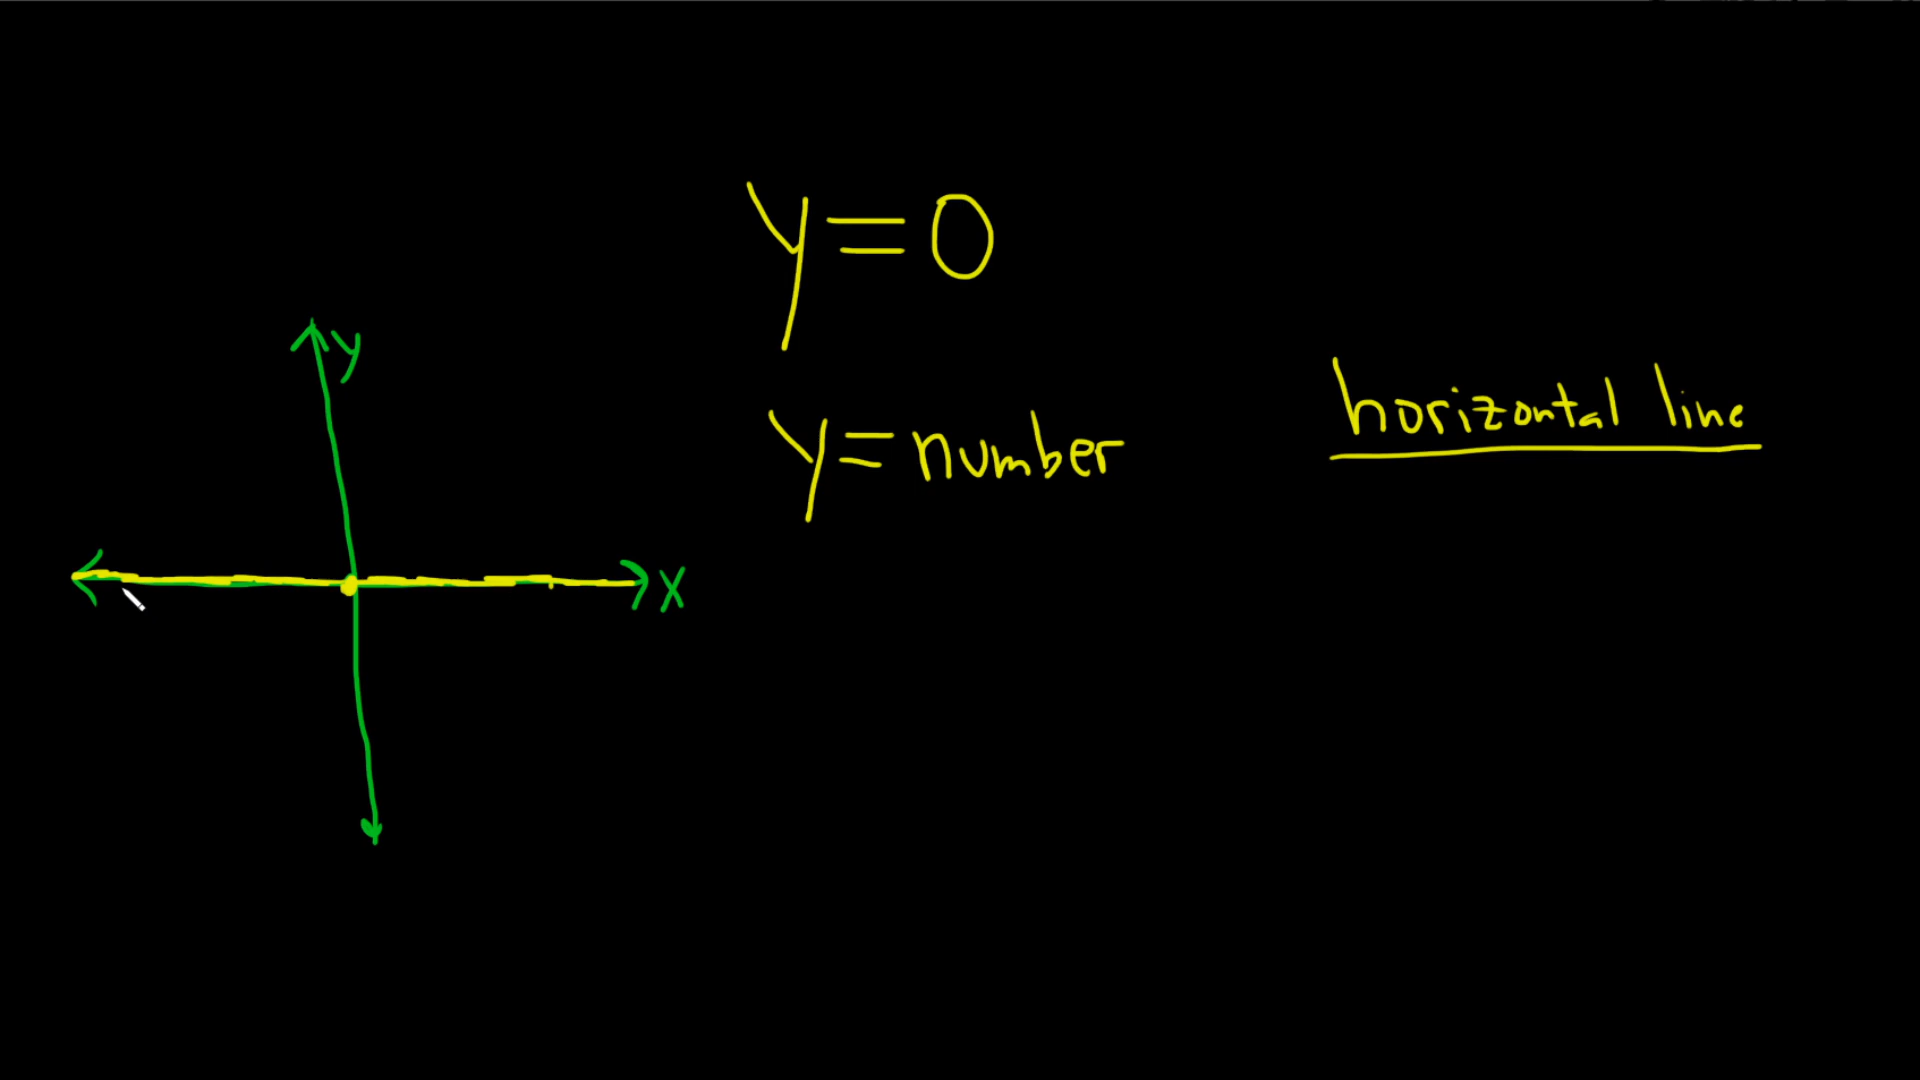 y=0
y=number
horizontal line
y
x